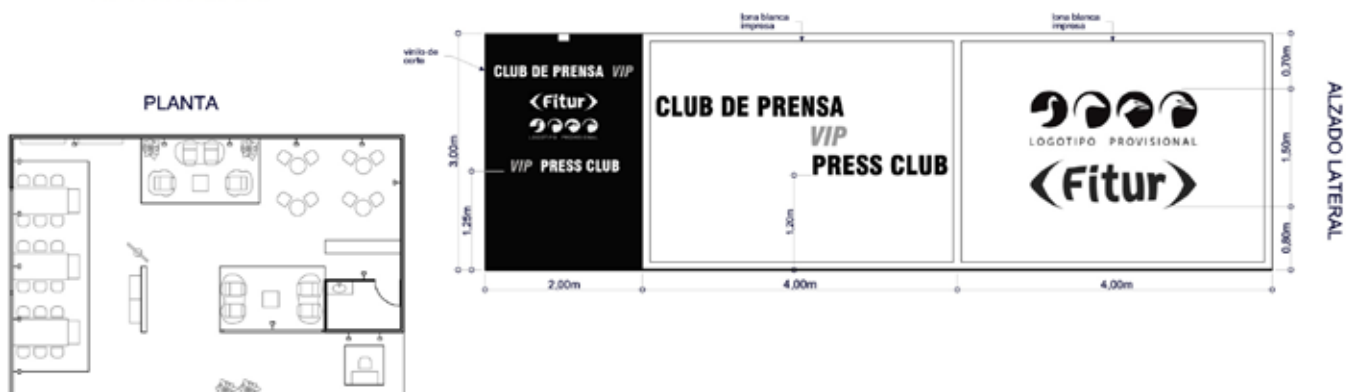 PLANTA
lona blanca
impresa
lona blanca
impresa
vinilo de
corte
CLUB DE PRENSA VIP
Fitur
LOGOTIPO PROVISIONAL
VIP PRESS CLUB
CLUB DE PRENSA
VIP
PRESS CLUB
LOGOTIPO PROVISIONAL
Fitur
3,00m
1,25m
1,20m
0,70m
1,50m
0,80m
2,00m
4,00m
4,00m
ALZADO LATERAL